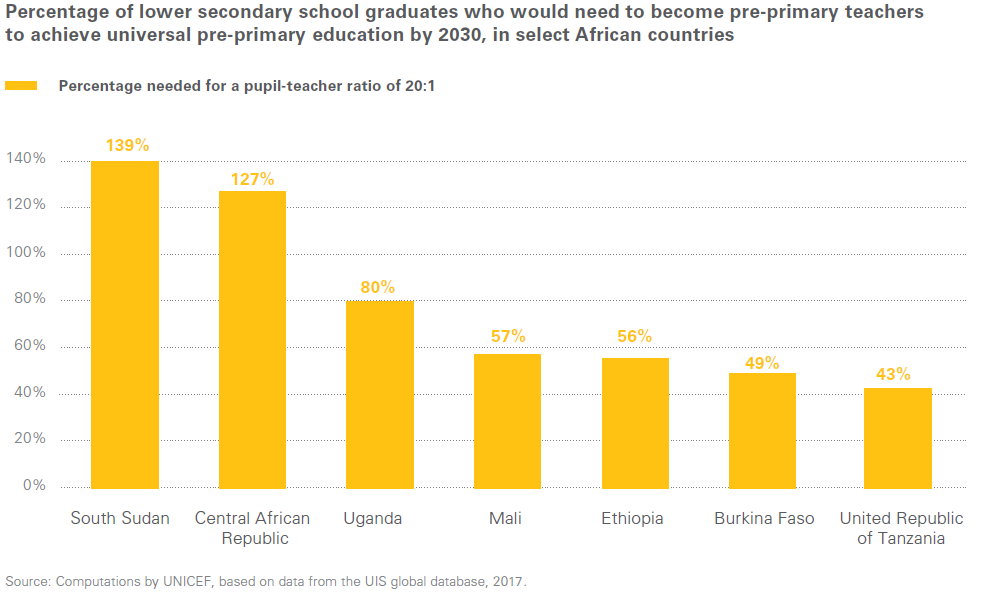 Percentage of lower secondary school graduates who would need to become pre-primary teachers
to achieve universal pre-primary education by 2030, in select African countries
Percentage needed for a pupil-teacher ratio of 20:1
139%
127%
80%
57%
56%
49%
43%
140%
120%
100%
80%
60%
40%
20%
0%
South Sudan
Central African
Republic
Uganda
Mali
Ethiopia
Burkina Faso
United Republic
of Tanzania
Source: Computations by UNICEF, based on data from the UIS global database, 2017.